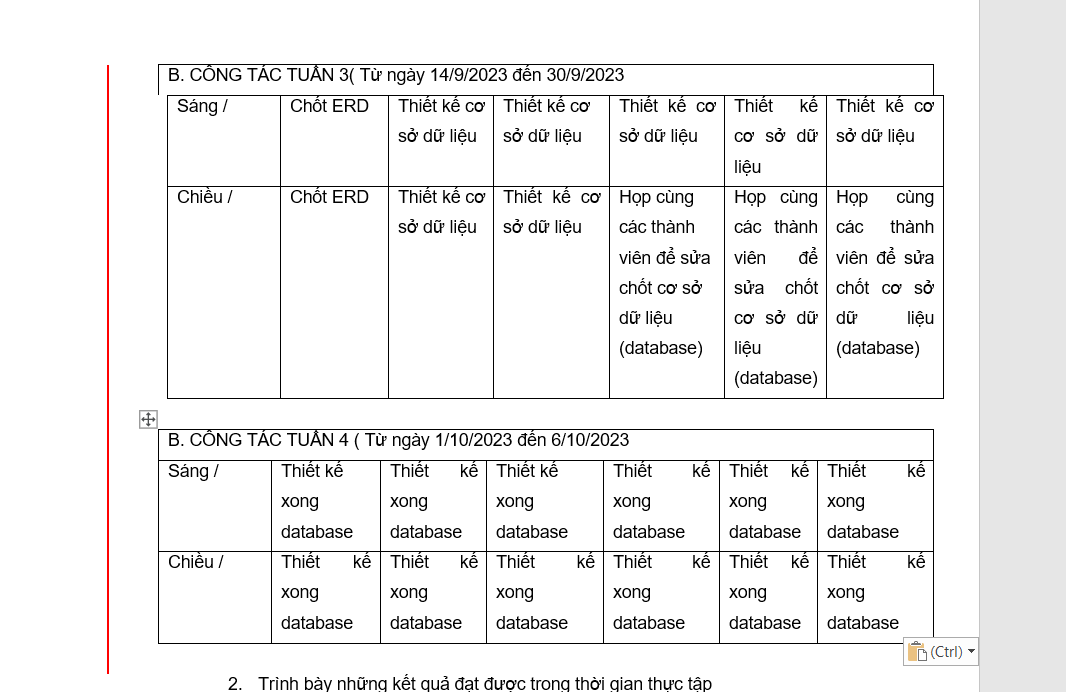 B. CÔNG TÁC TUẦN 3( Từ ngày 14/9/2023 đến 30/9/2023
Sáng /
Chốt ERD
Thiết kế cơ
sở dữ liệu
Thiết kế cơ
sở dữ liệu
Thiết kế cơ
sở dữ liệu
Thiết kế
cơ sở dữ
liệu
Thiết kế cơ
sở dữ liệu
Chiều /
Chốt ERD
Thiết kế cơ
sở dữ liệu
Thiết kế cơ
sở dữ liệu
Họp cùng
các thành
viên để sửa
chốt cơ sở
dữ liệu
(database)
Họp cùng
các thành
viên để
sửa chốt
cơ sở dữ
liệu
(database)
Họp cùng
các thành
viên để sửa
chốt cơ sở
dữ liệu
(database)
B. CÔNG TÁC TUẦN 4 ( Từ ngày 1/10/2023 đến 6/10/2023
Sáng /
Thiết kế
xong
database
Thiết kế
xong
database
Thiết kế
xong
database
Thiết kế
xong
database
Thiết kế
xong
database
Thiết kế
xong
database
Chiều /
Thiết kế
xong
database
Thiết kế
xong
database
Thiết kế
xong
database
Thiết kế
xong
database
Thiết kế
xong
database
Thiết kế
xong
database
(Ctrl)
2. Trình bày những kết quả đạt được trong thời gian thực tập